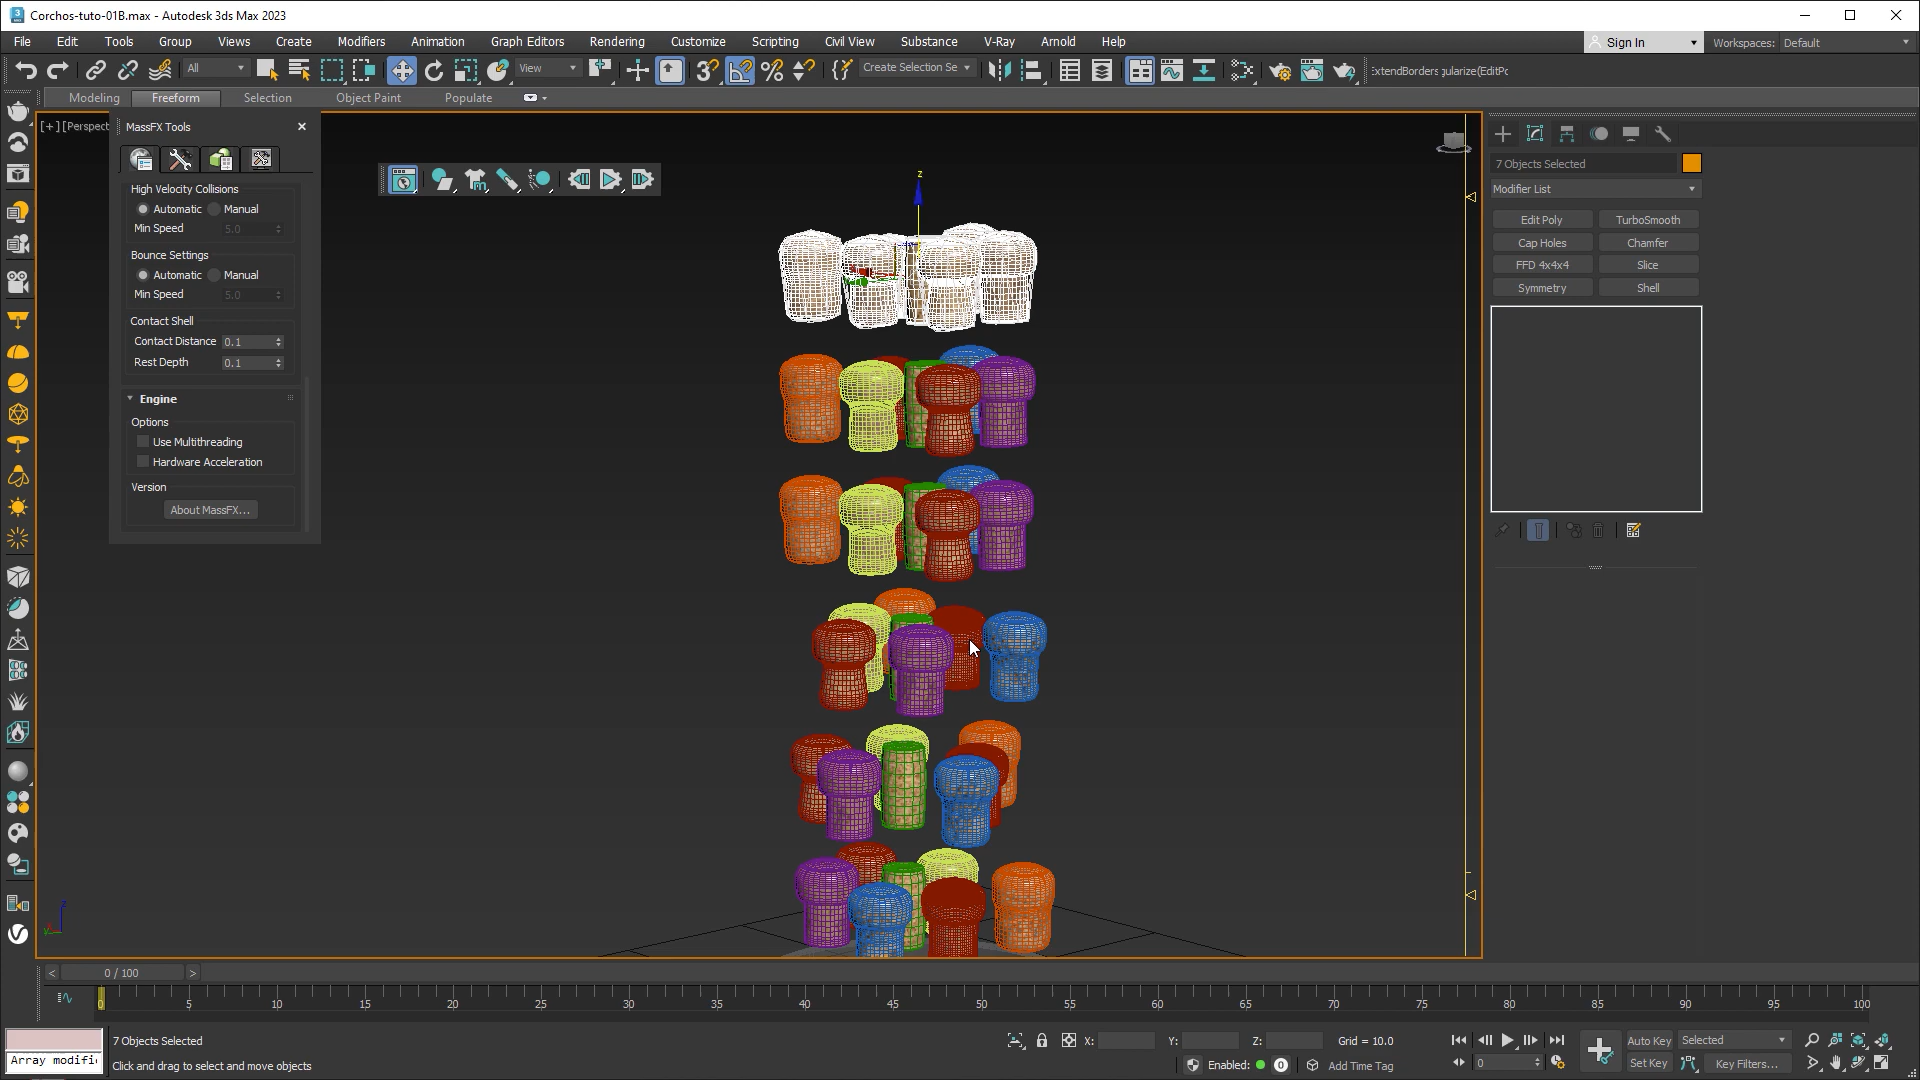 Corchos-tuto-01B.max - Autodesk 3ds Max 2023
File Edit Tools Group Views Create Modifiers Animation Graph Editors Rendering Customize Scripting Civil View Substance V-Ray Arnold Help
Sign In Workspaces: Default
All View Create Selection Se
Modeling Freeform Selection Object Paint Populate
[+][Perspect
MassFX Tools
High Velocity Collisions
Automatic Manual
Min Speed 5.0
Bounce Settings
Automatic Manual
Min Speed 5.0
Contact Shell
Contact Distance 0.1
Rest Depth 0.1
Engine
Options
Use Multithreading
Hardware Acceleration
Version
About MassFX...
z
7 Objects Selected
Modifier List
Edit Poly TurboSmooth
Cap Holes Chamfer
FFD 4x4x4 Slice
Symmetry Shell
z
y
0 / 100
0 5 10 15 20 25 30 35 40 45 50 55 60 65 70 75 80 85 90 95 100
7 Objects Selected X: Y: Z: Grid = 10.0 Auto Key Selected
Array modifi Click and drag to select and move objects Enabled: 0 Add Time Tag 0 Set Key Key Filters...